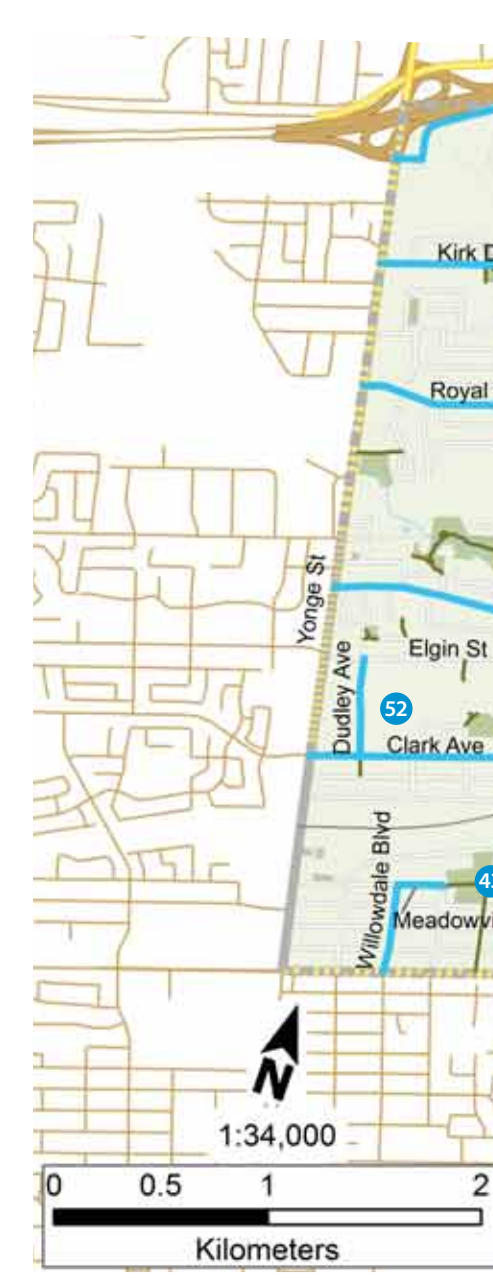 Kirk
Royal
Yonge St
Elgin St
Dudley Ave
52
Clark Ave
Willowdale Blvd
N
1:34,000
0 0.5 1 2
Kilometers